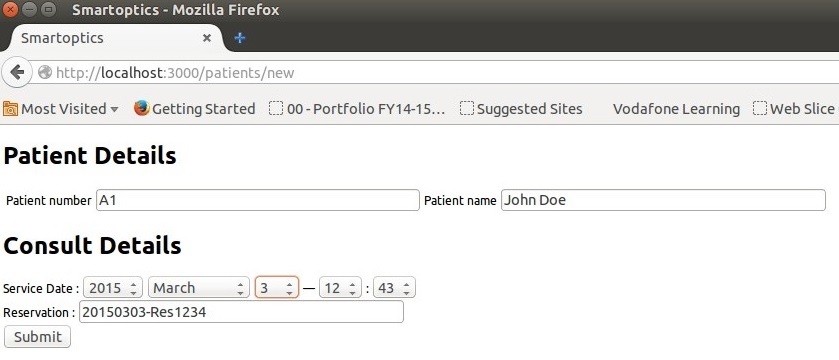 Smartoptics - Mozilla Firefox
Smartoptics
http://localhost:3000/patients/new
Most Visited Getting Started 00 - Portfolio FY14-15... Suggested Sites Vodafone Learning Web Slice
Patient Details
Patient number A1 Patient name John Doe
Consult Details
Service Date : 2015 March 3 — 12 : 43
Reservation : 20150303-Res1234
Submit